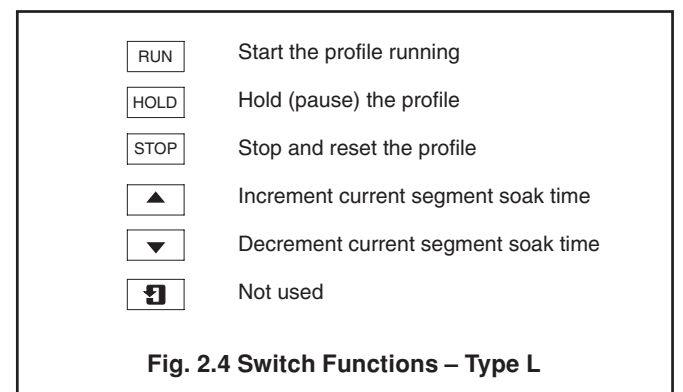 RUN Start the profile running
HOLD Hold (pause) the profile
STOP Stop and reset the profile
▲ Increment current segment soak time
▼ Decrement current segment soak time
Not used
Fig. 2.4 Switch Functions – Type L